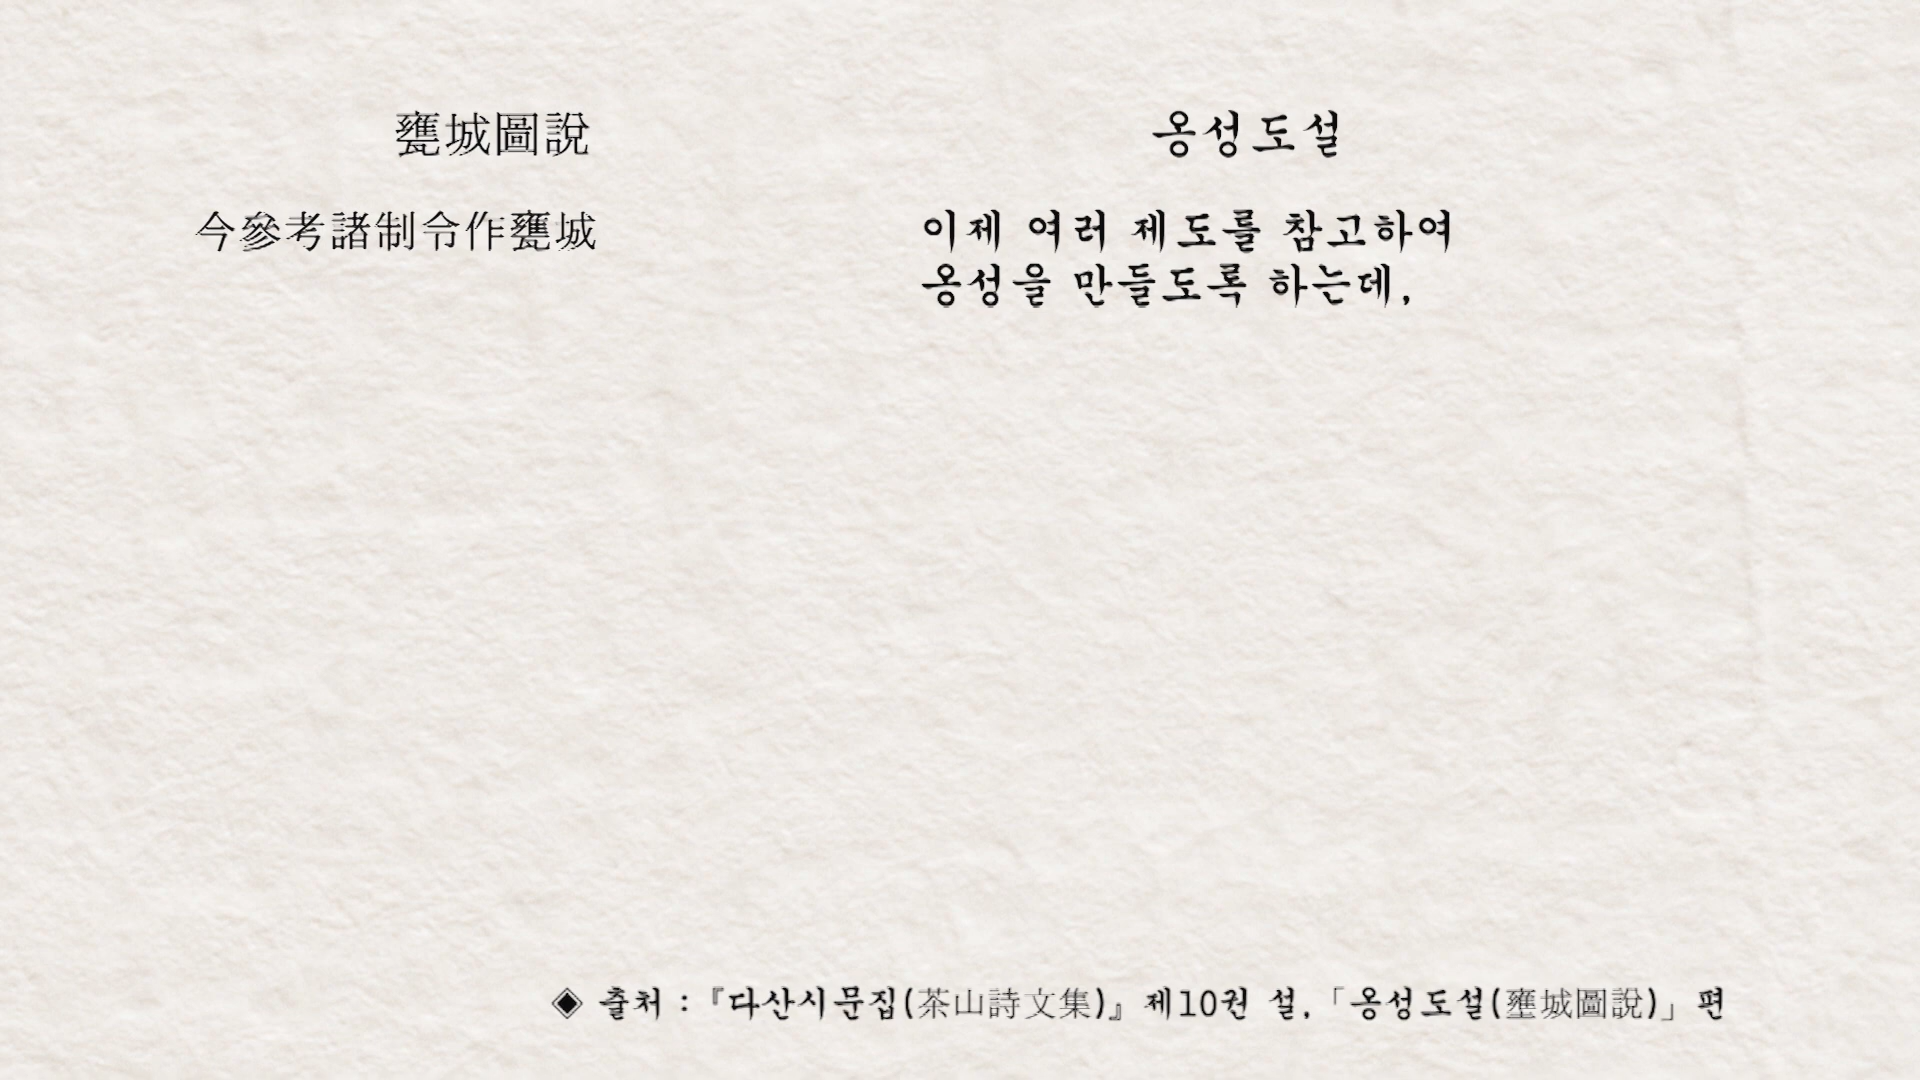 甕城圖說
今參考諸制令作甕城
옹성도설
이제 여러 제도를 참고하여
옹성을 만들도록 하는데,
◈ 출처 : 『다산시문집(茶山詩文集)』 제10권 설, 「옹성도설(壅城圖說)」 편